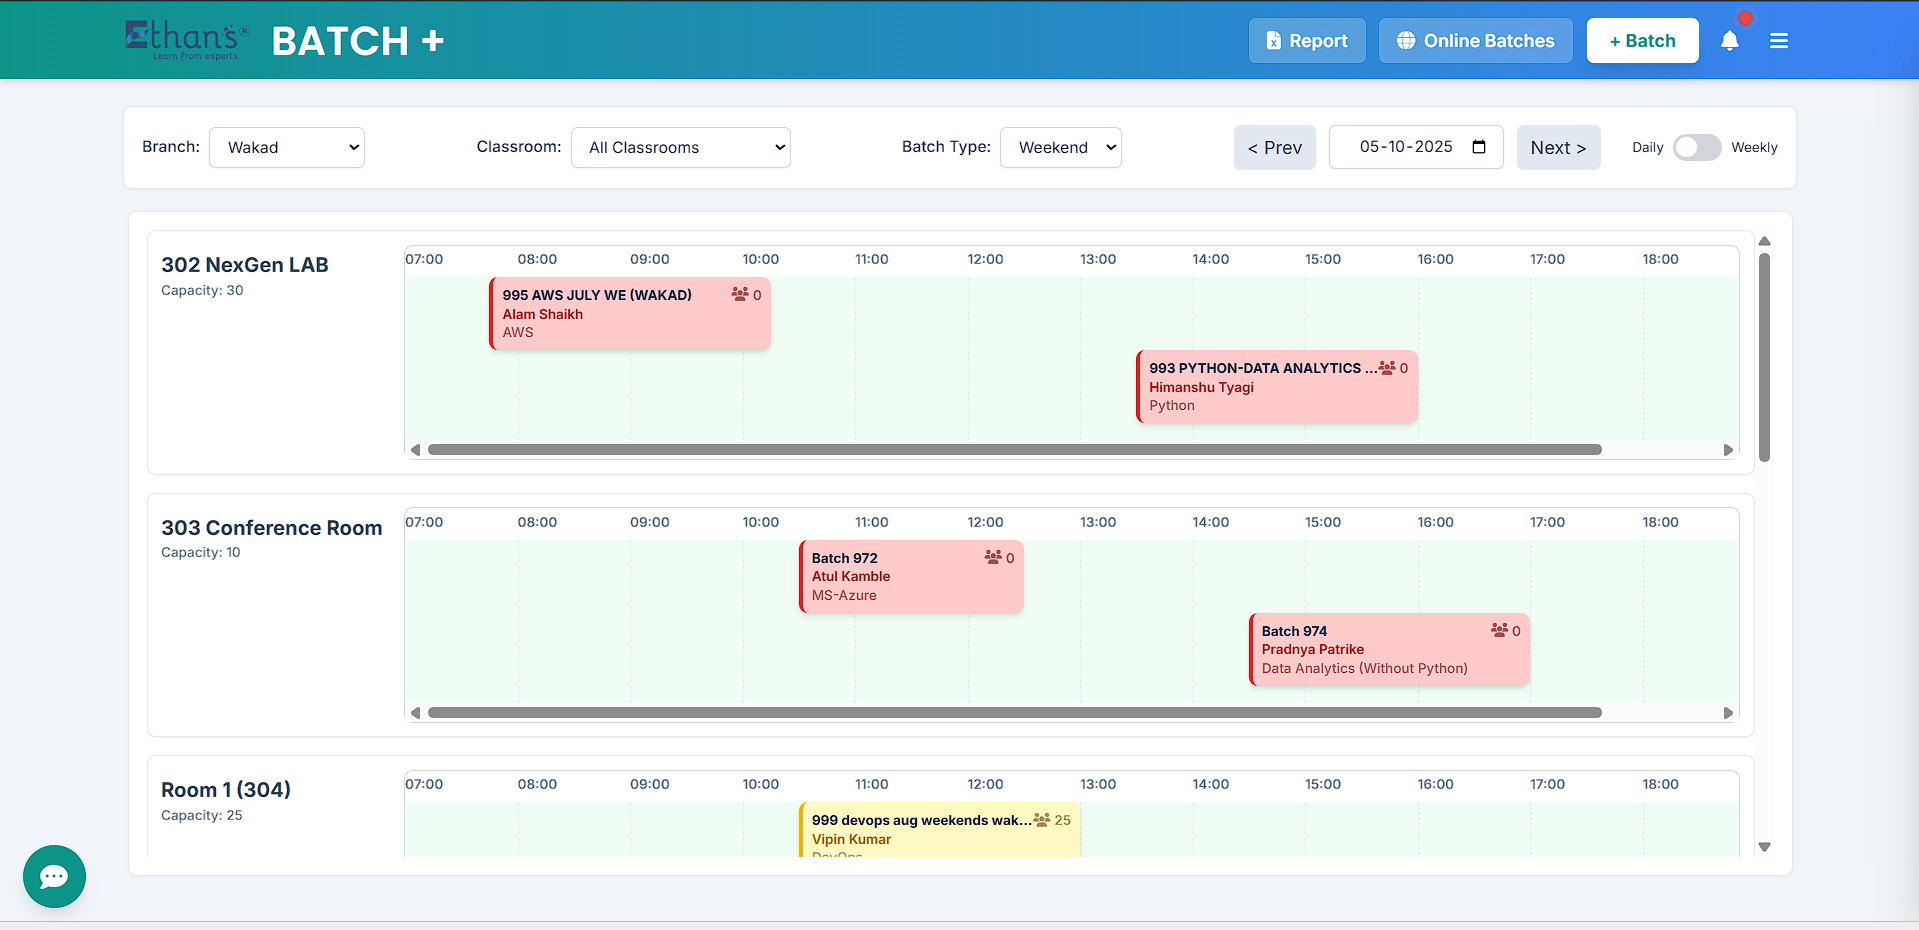 Ethan's®
Learn from experts
BATCH +
Report
Online Batches
+ Batch
Branch: Wakad
Classroom: All Classrooms
Batch Type: Weekend
< Prev
05-10-2025
Next >
Daily
Weekly
302 NexGen LAB
Capacity: 30
07:00 08:00 09:00 10:00 11:00 12:00 13:00 14:00 15:00 16:00 17:00 18:00
995 AWS JULY WE (WAKAD) 0
Alam Shaikh
AWS
993 PYTHON-DATA ANALYTICS ... 0
Himanshu Tyagi
Python
303 Conference Room
Capacity: 10
07:00 08:00 09:00 10:00 11:00 12:00 13:00 14:00 15:00 16:00 17:00 18:00
Batch 972 0
Atul Kamble
MS-Azure
Batch 974 0
Pradnya Patrike
Data Analytics (Without Python)
Room 1 (304)
Capacity: 25
07:00 08:00 09:00 10:00 11:00 12:00 13:00 14:00 15:00 16:00 17:00 18:00
999 devops aug weekends wak... 25
Vipin Kumar
DevOps